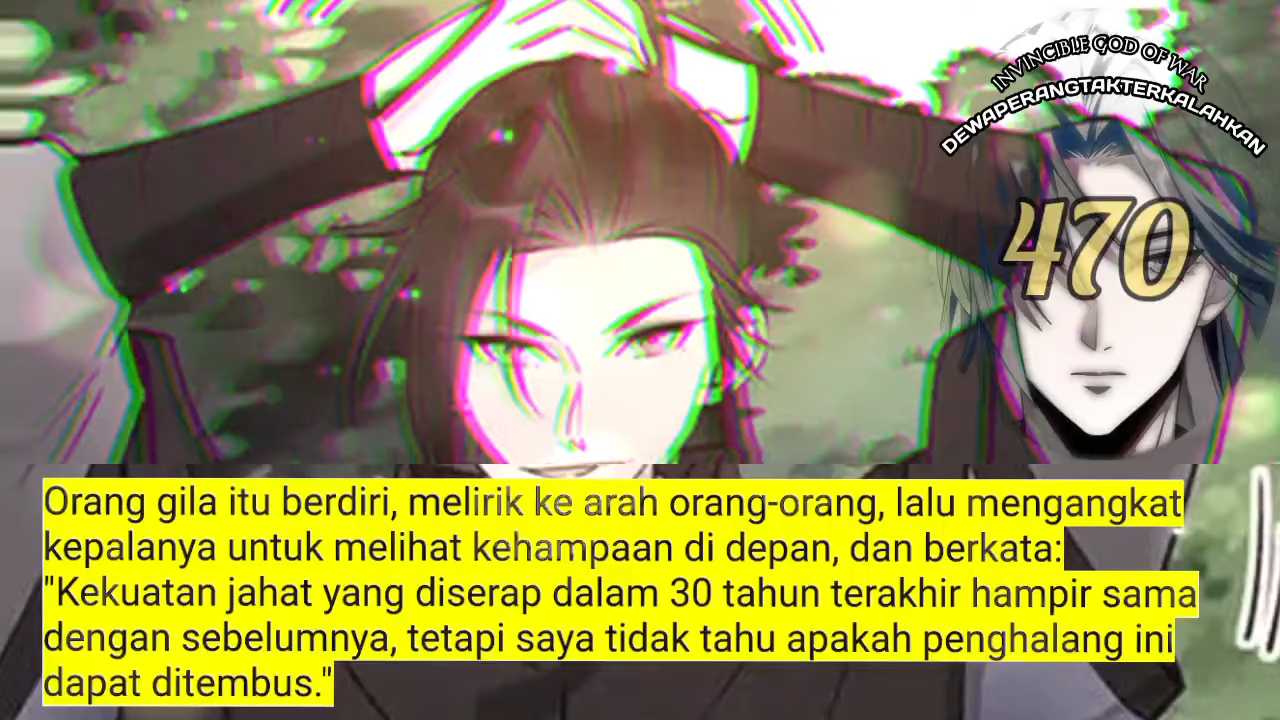 INVINCIBLE GOD OF WAR
DEWAPERANGTAKTERKALAHKAN
470
Orang gila itu berdiri, melirik ke arah orang-orang, lalu mengangkat
kepalanya untuk melihat kehampaan di depan, dan berkata:
"Kekuatan jahat yang diserap dalam 30 tahun terakhir hampir sama
dengan sebelumnya, tetapi saya tidak tahu apakah penghalang ini
dapat ditembus."